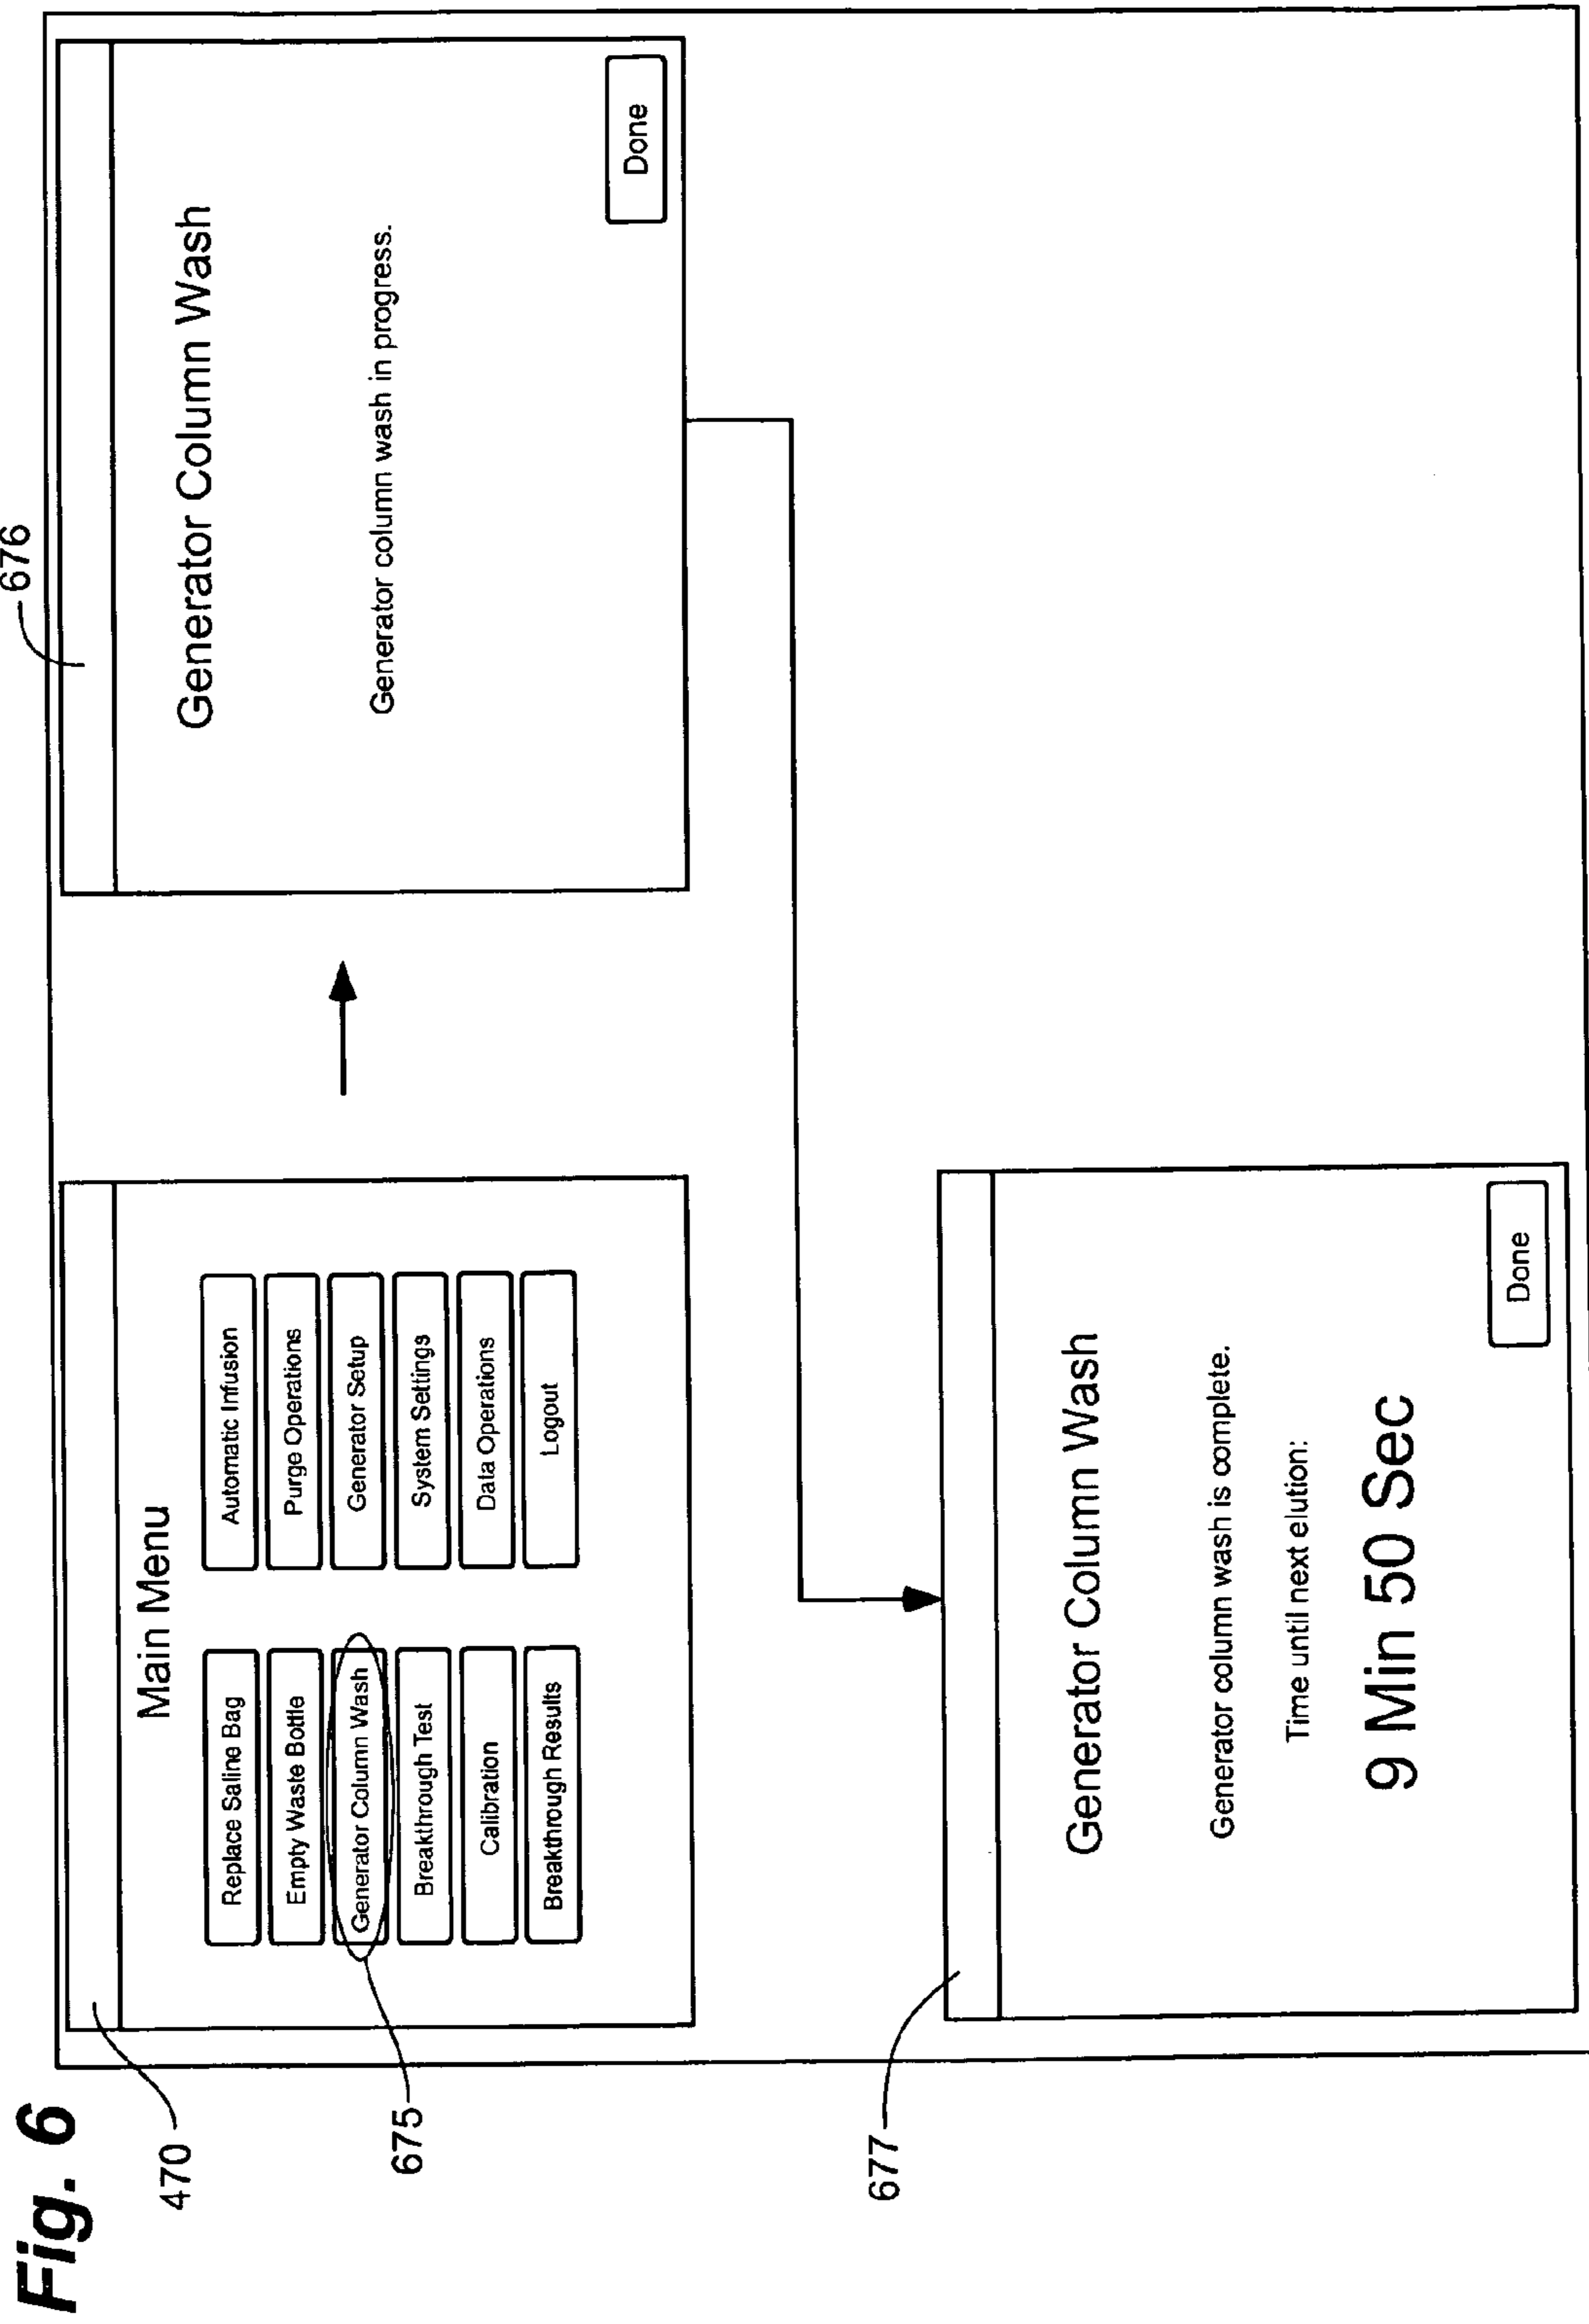 Fig. 6
470
Main Menu
Replace Saline Bag
Empty Waste Bottle
Generator Column Wash
Breakthrough Test
Calibration
Breakthrough Results
Automatic Infusion
Purge Operations
Generator Setup
System Settings
Data Operations
Logout
675
676
Generator Column Wash
Generator column wash in progress.
Done
677
Generator Column Wash
Generator column wash is complete.
Time until next elution:
9 Min 50 Sec
Done